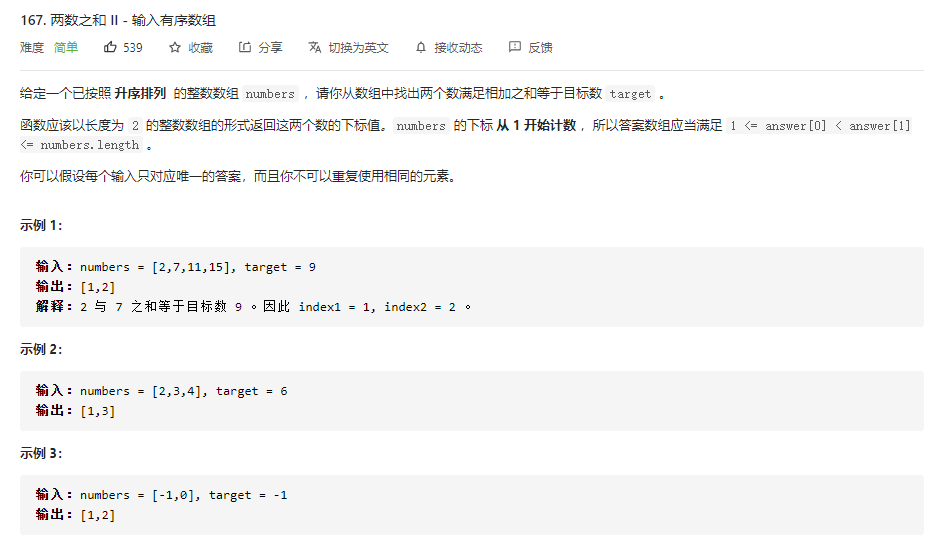 167. 两数之和 II - 输入有序数组
难度 简单 539 收藏 分享 切换为英文 接收动态 反馈
给定一个已按照 升序排列 的整数数组 numbers ，请你从数组中找出两个数满足相加之和等于目标数 target 。
函数应该以长度为 2 的整数数组的形式返回这两个数的下标值。numbers 的下标 从 1 开始计数 ，所以答案数组应当满足 1 <= answer[0] < answer[1]
<= numbers.length 。
你可以假设每个输入只对应唯一的答案，而且你不可以重复使用相同的元素。
示例 1：
输入：numbers = [2,7,11,15], target = 9
输出：[1,2]
解释：2 与 7 之和等于目标数 9 。因此 index1 = 1, index2 = 2 。
示例 2：
输入：numbers = [2,3,4], target = 6
输出：[1,3]
示例 3：
输入：numbers = [-1,0], target = -1
输出：[1,2]